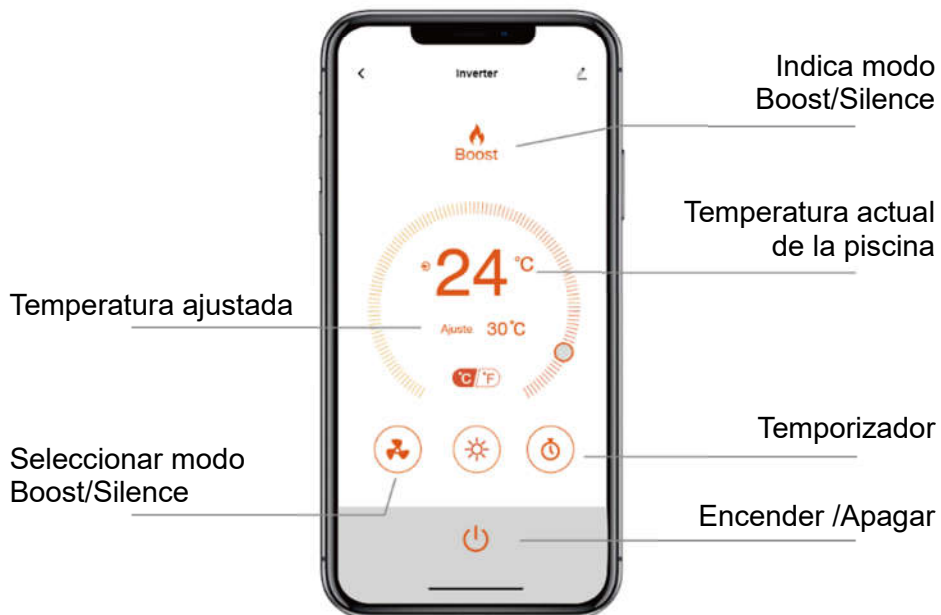 Inverter
Indica modo
Boost/Silence
Boost
Temperatura actual
de la piscina
24 °C
Temperatura ajustada
Ajuste 30°C
°C/°F
Temporizador
Seleccionar modo
Boost/Silence
Encender /Apagar